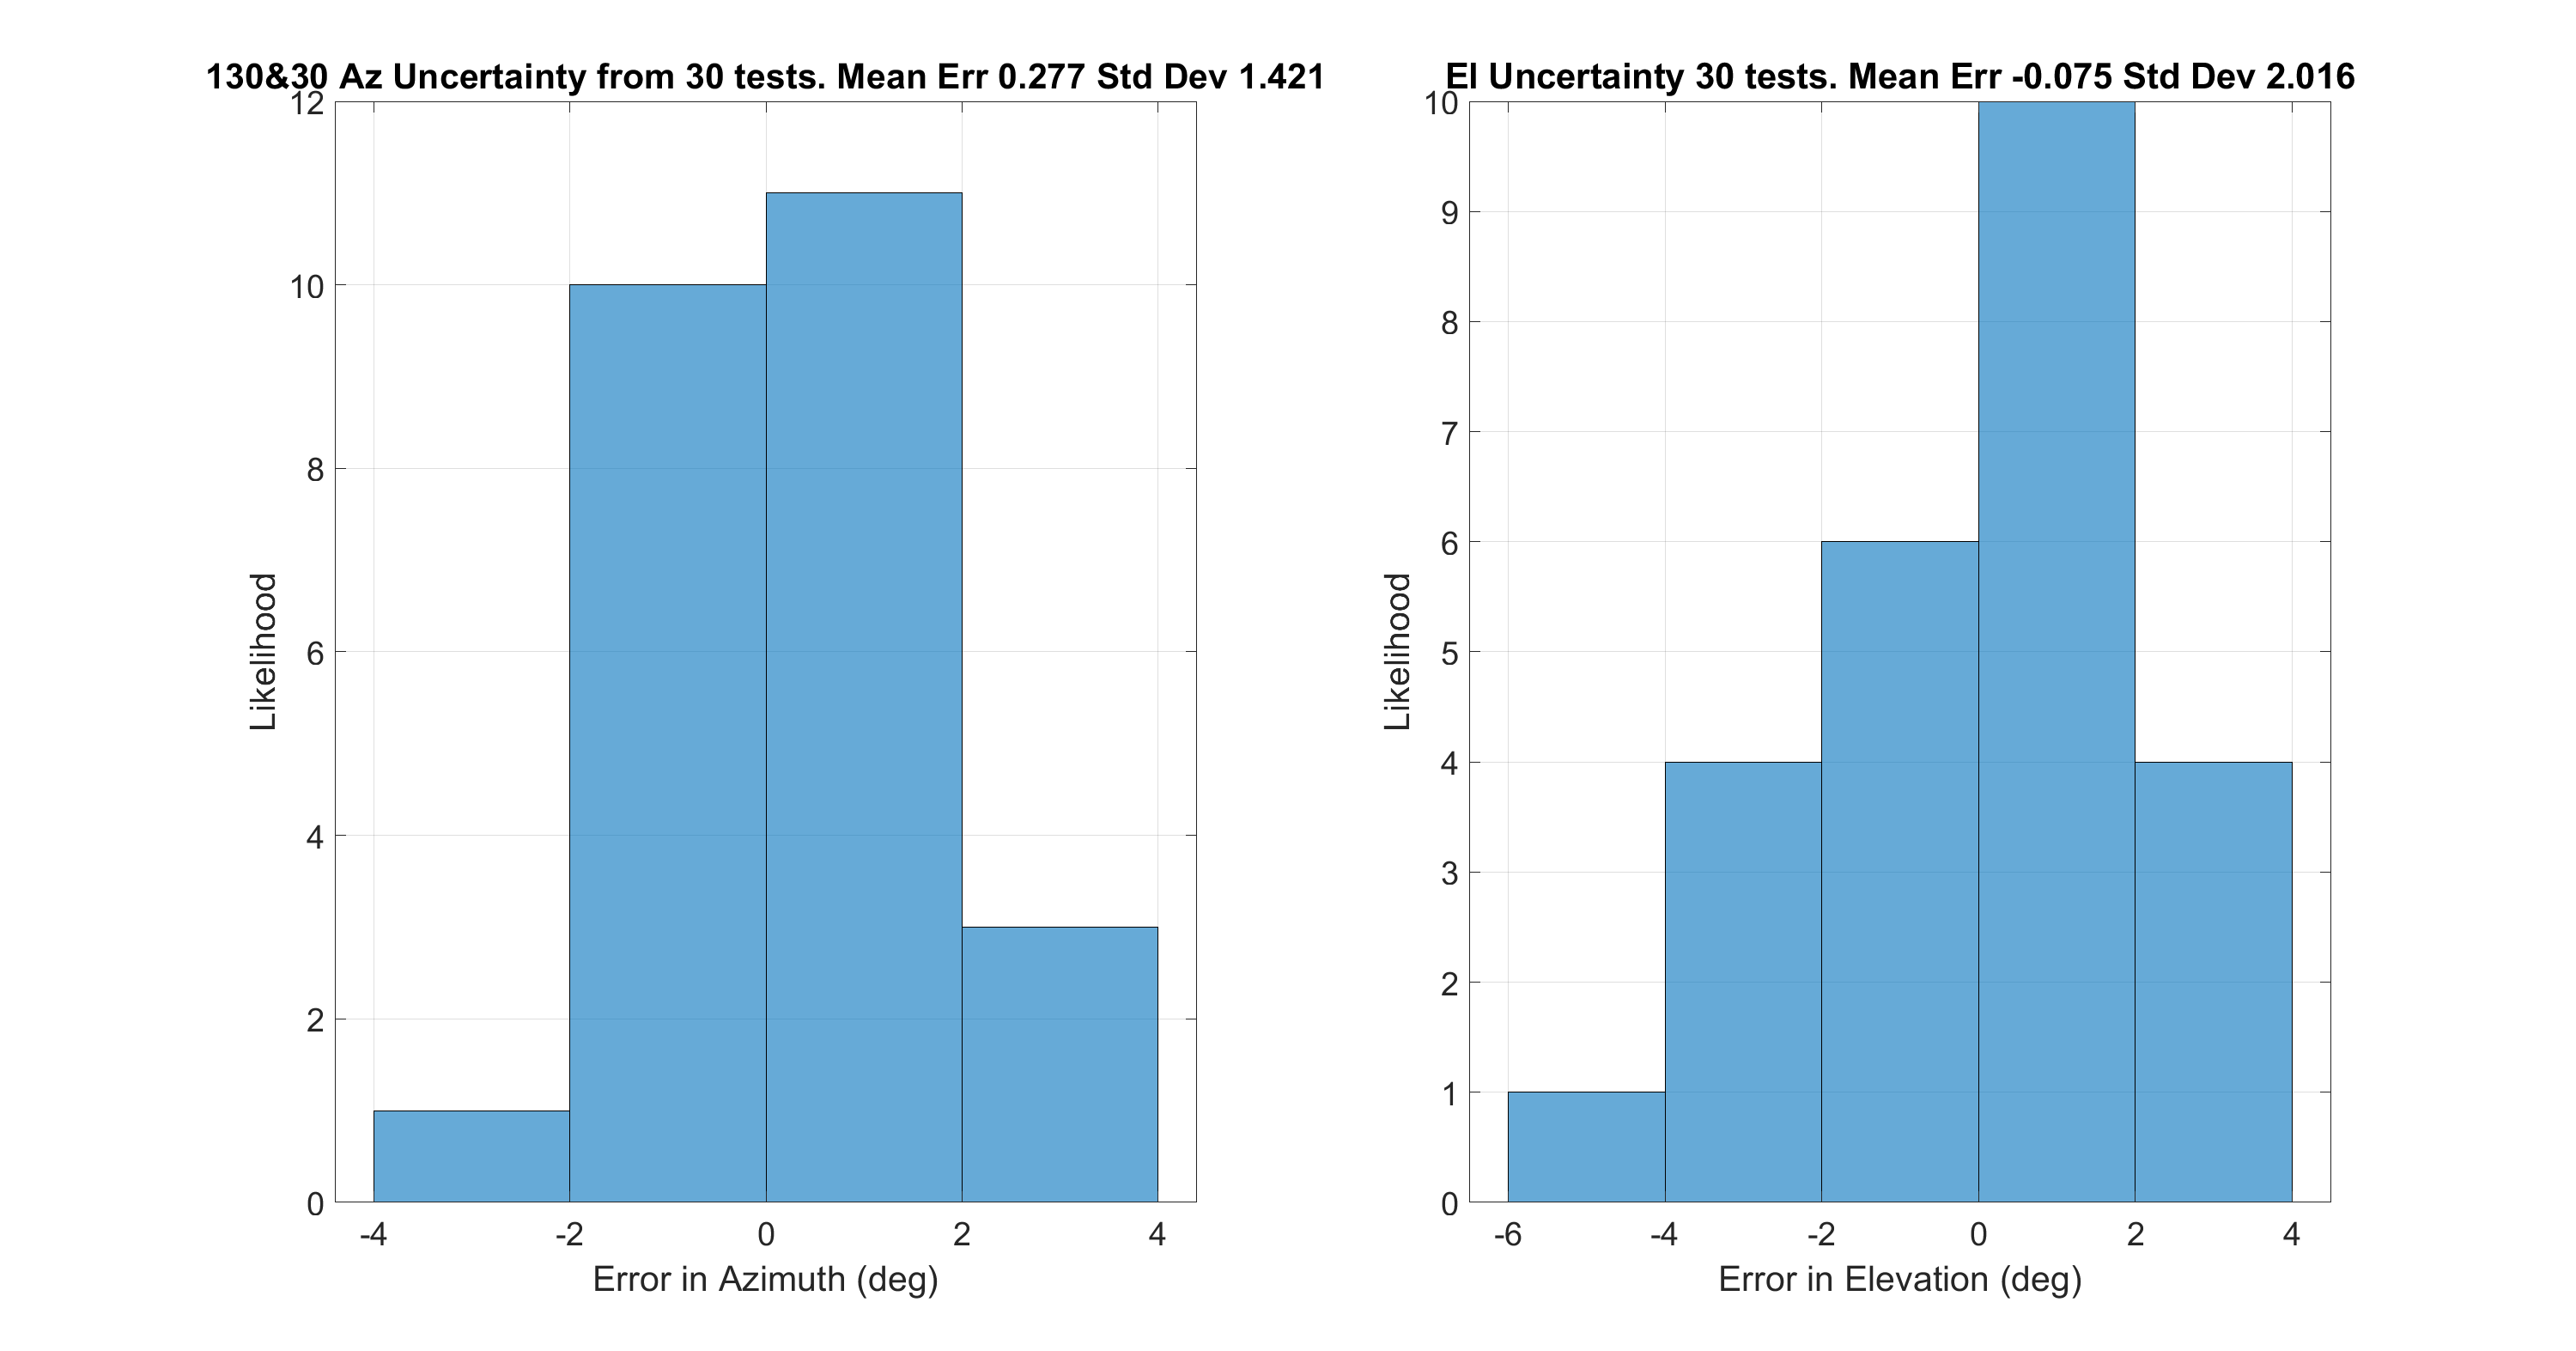 130&30 Az Uncertainty from 30 tests. Mean Err 0.277 Std Dev 1.421
12
10
8
6
4
2
0
Likelihood
-4 -2 0 2 4
Error in Azimuth (deg)
El Uncertainty 30 tests. Mean Err -0.075 Std Dev 2.016
10
9
8
7
6
5
4
3
2
1
0
Likelihood
-6 -4 -2 0 2 4
Error in Elevation (deg)